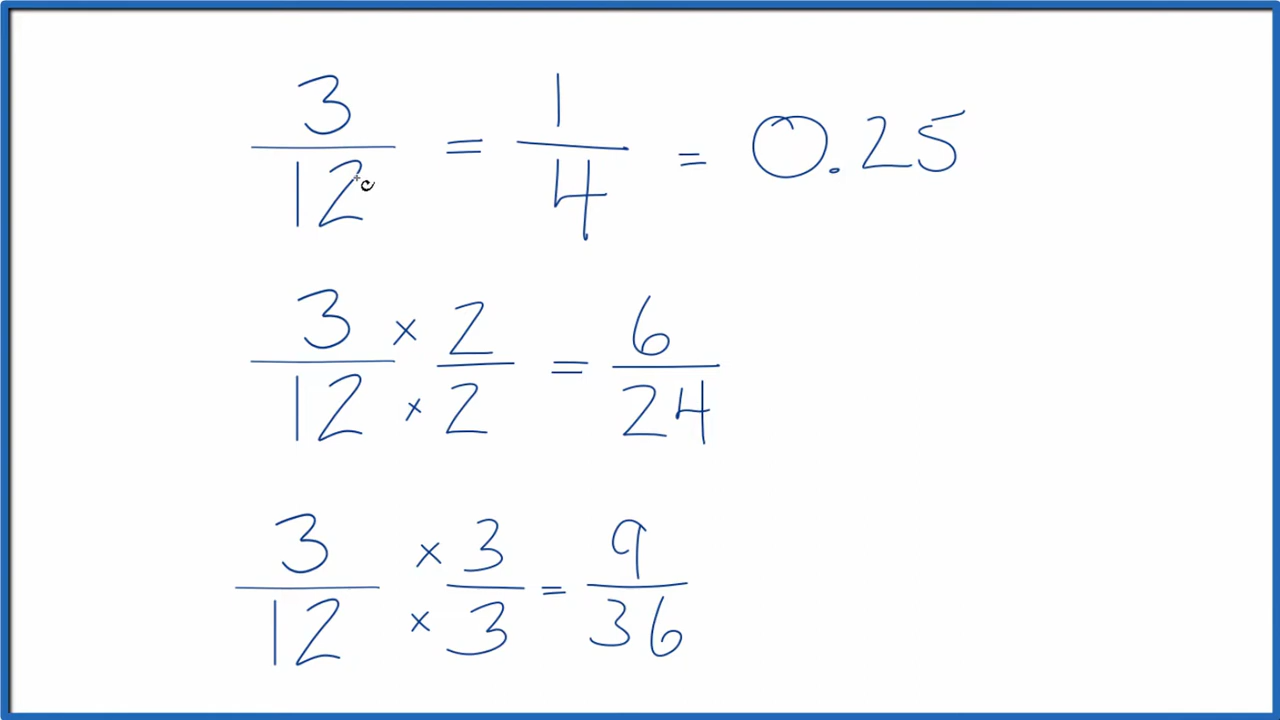 3/12 = 1/4 = 0.25
3/12 × 2/× 2 = 6/24
3/12 × 3/× 3 = 9/36